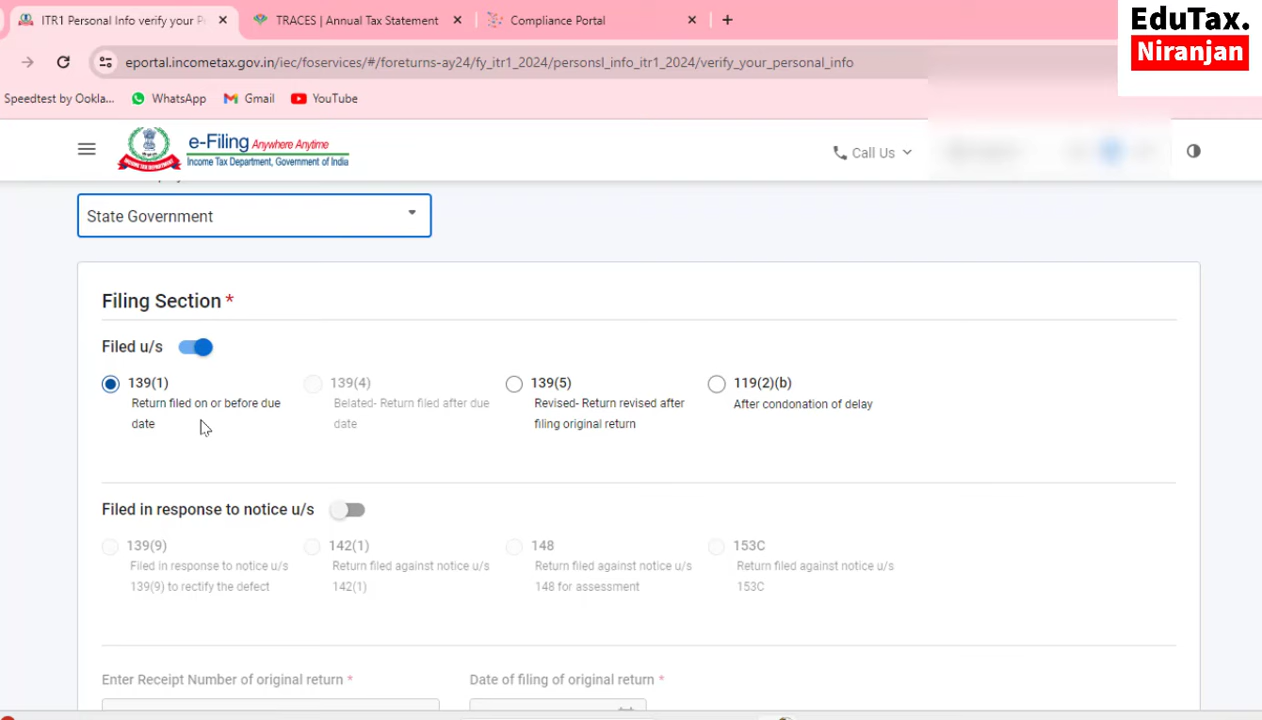 ITR1 Personal Info verify your P
TRACES | Annual Tax Statement
Compliance Portal
EduTax.
Niranjan
eportal.incometax.gov.in/iec/foservices/#/foreturns-ay24/fy_itr1_2024/personsl_info_itr1_2024/verify_your_personal_info
Speedtest by Ookla...
WhatsApp
Gmail
YouTube
e-Filing Anywhere Anytime
Income Tax Department, Government of India
Call Us
State Government
Filing Section *
Filed u/s
139(1)
Return filed on or before due
date
139(4)
Belated- Return filed after due
date
139(5)
Revised- Return revised after
filing original return
119(2)(b)
After condonation of delay
Filed in response to notice u/s
139(9)
Filed in response to notice u/s
139(9) to rectify the defect
142(1)
Return filed against notice u/s
142(1)
148
Return filed against notice u/s
148 for assessment
153C
Return filed against notice u/s
153C
Enter Receipt Number of original return *
Date of filing of original return *